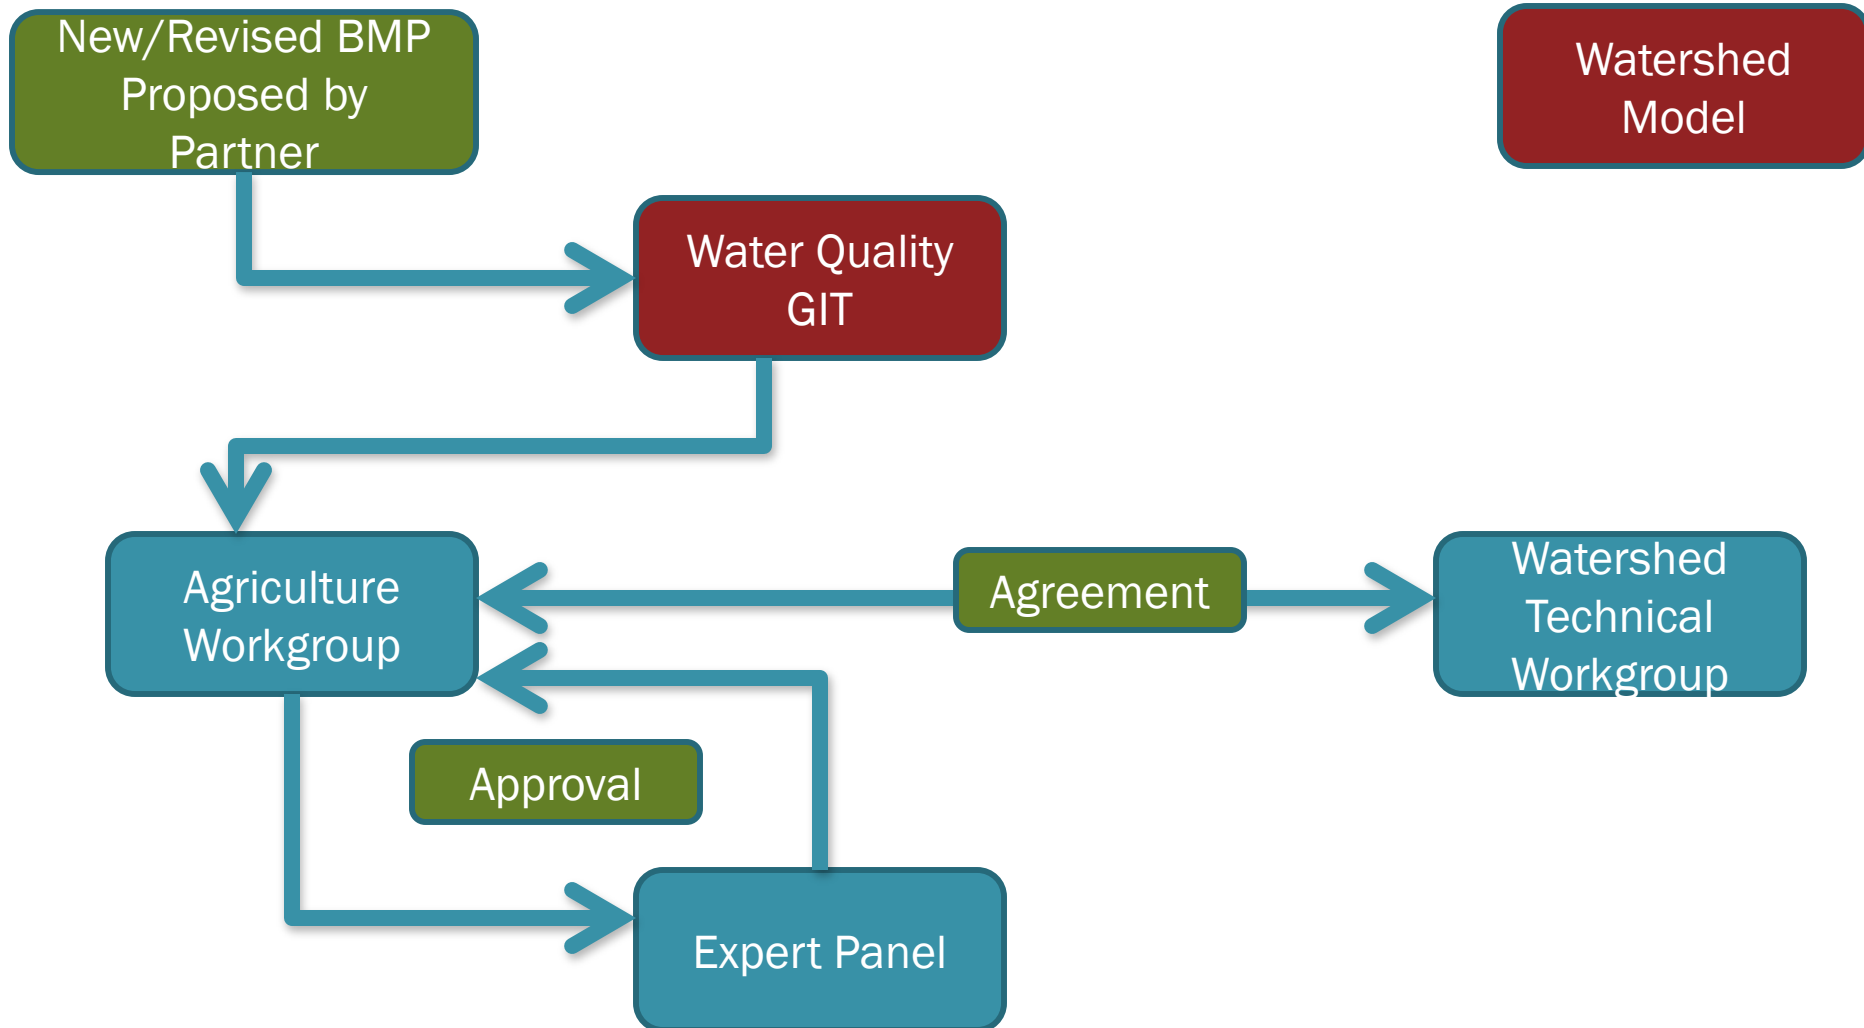 New/Revised BMP
Proposed by
Partner
Watershed
Model
Water Quality
GIT
Agriculture
Workgroup
Agreement
Watershed
Technical
Workgroup
Approval
Expert Panel